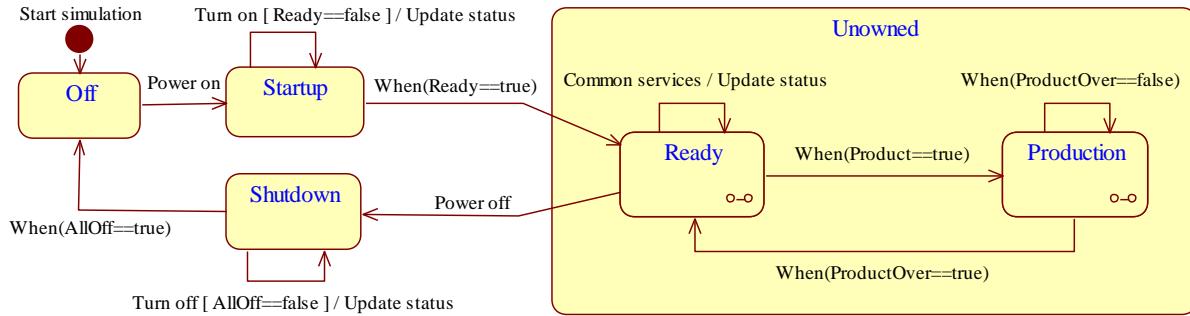 Start simulation
Turn on [ Ready==false ] / Update status
Unowned
Off
Power on
Startup
When(Ready==true)
Common services / Update status
When(ProductOver==false)
Ready
When(Product==true)
Production
Shutdown
Power off
When(AllOff==true)
When(ProductOver==true)
Turn off [ AllOff==false ] / Update status